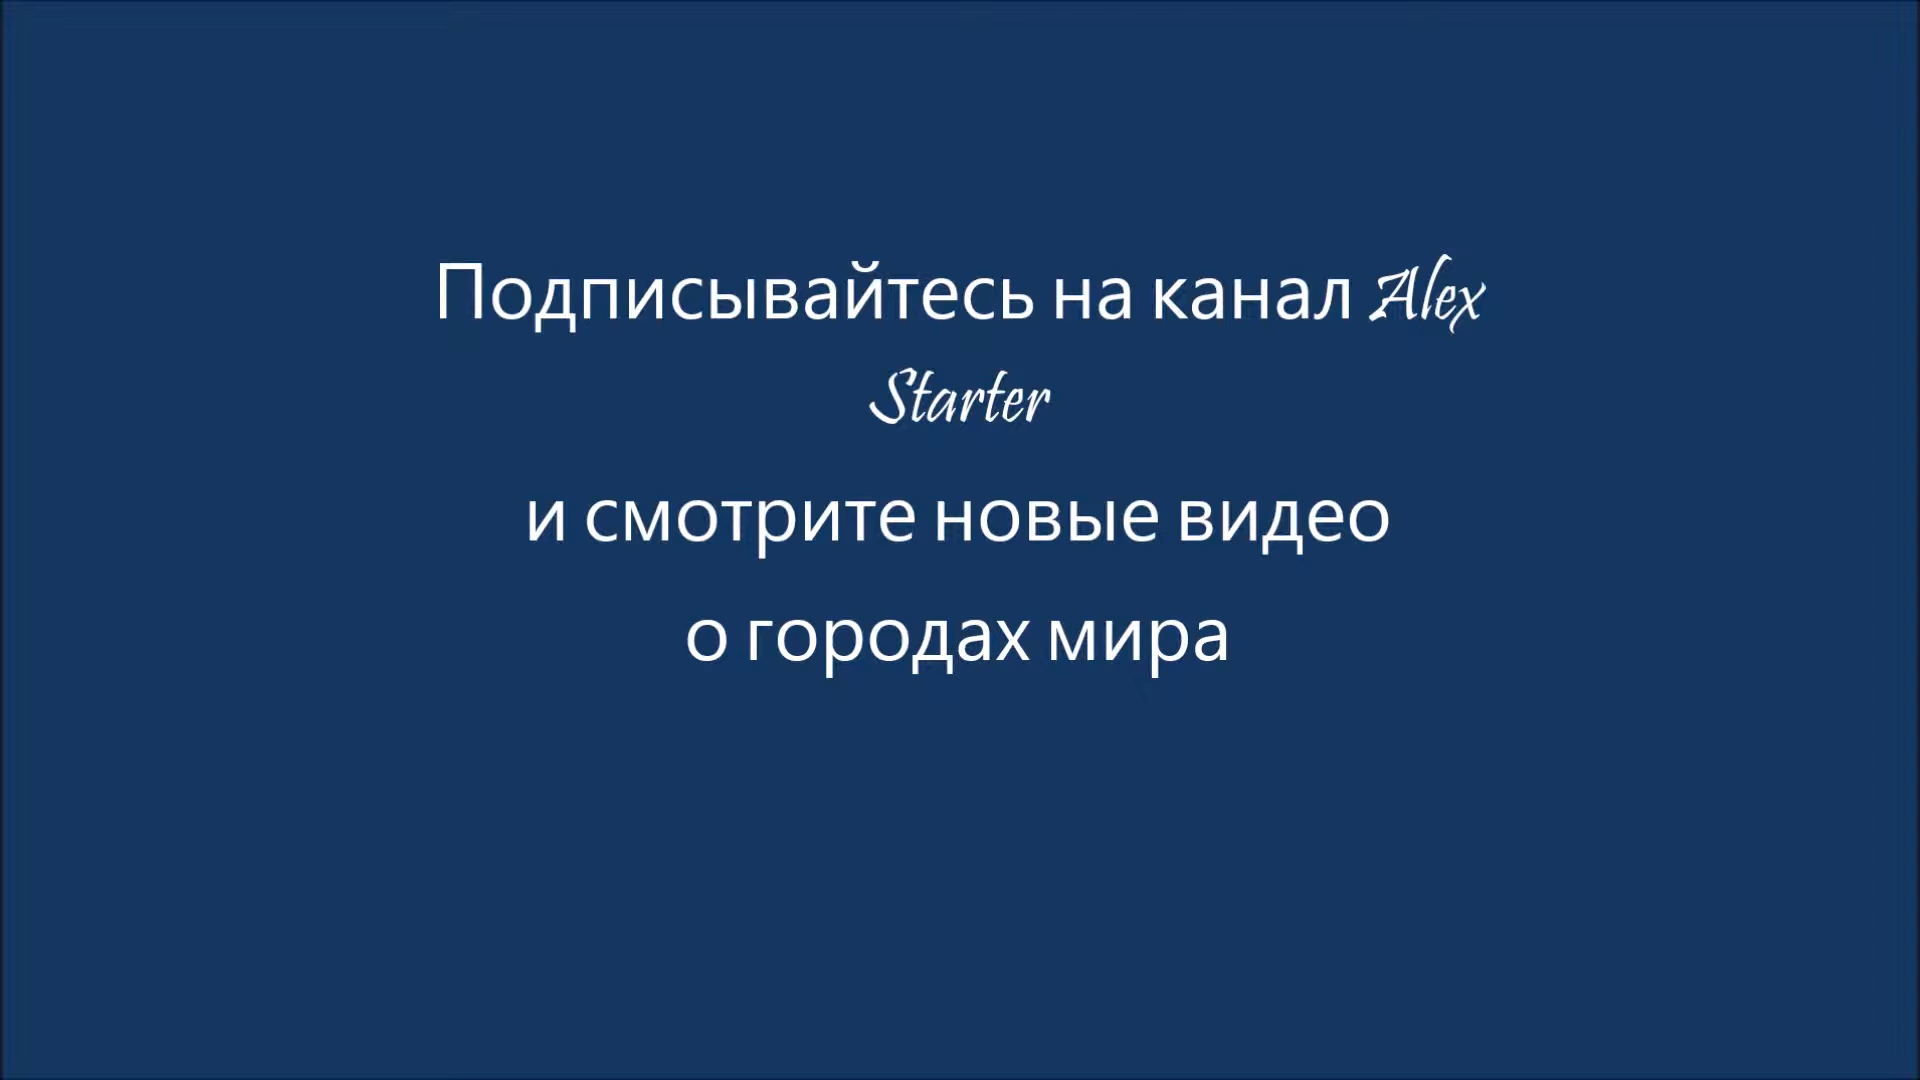 Подписывайтесь на канал Alex
Starter
и смотрите новые видео
о городах мира